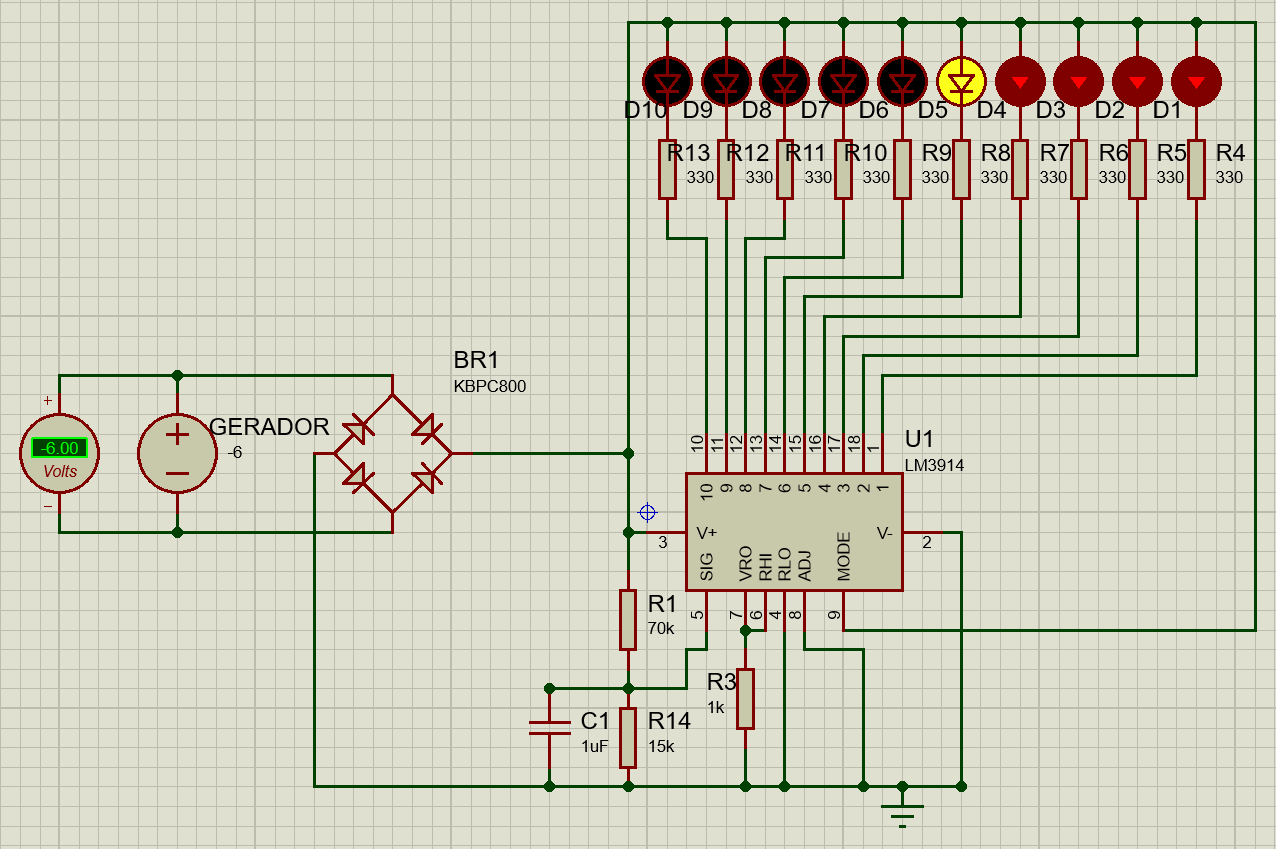 D10 D9 D8 D7 D6 D5 D4 D3 D2 D1
R13 R12 R11 R10 R9 R8 R7 R6 R5 R4
330 330 330 330 330 330 330 330 330 330
BR1
KBPC800
+
-6.00
Volts
−
GERADOR
-6
10 11 12 13 14 15 16 17 18 1
U1
LM3914
10 9 8 7 6 5 4 3 2 1
3
V+
V-
2
SIG VRO RHI RLO ADJ MODE
5 7 6 4 8 9
R1
70k
R3
1k
C1
1uF
R14
15k